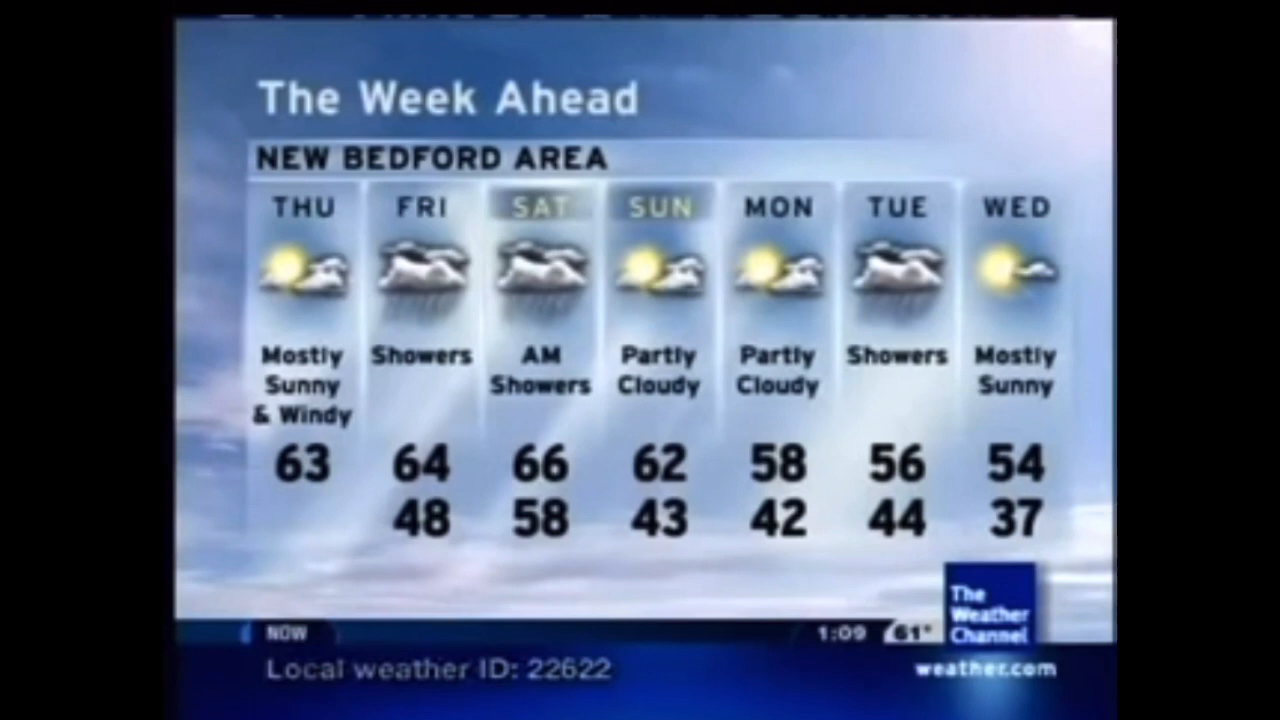 The Week Ahead
NEW BEDFORD AREA
THU FRI SAT SUN MON TUE WED
Mostly Showers AM Partly Partly Showers Mostly
Sunny Showers Cloudy Cloudy Sunny
& Windy
63 64 66 62 58 56 54
48 58 43 42 44 37
The
Weather
Channel
NOW 1:09 61°
Local weather ID: 22622
weather.com